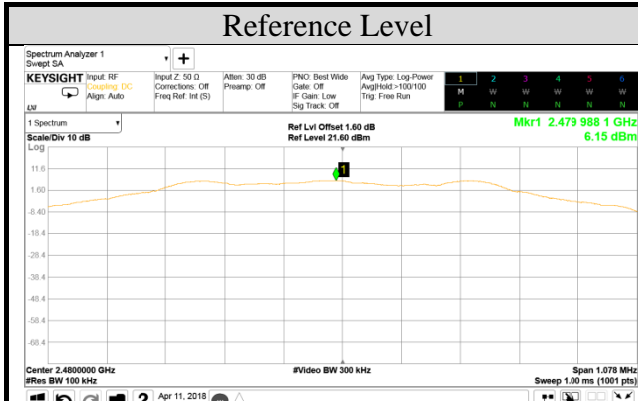 Reference Level
Spectrum Analyzer 1
Swept SA
+
KEYSIGHT
Input: RF
Coupling: DC
Align: Auto
Input Z: 50 Ω
Corrections: Off
Freq Ref: Int (S)
Atten: 30 dB
Preamp: Off
PNO: Best Wide
Gate: Off
IF Gain: Low
Sig Track: Off
Avg Type: Log-Power
Avg|Hold:>100/100
Trig: Free Run
1 2 3 4 5 6
M W W W W W
P N N N N N
LXI
1 Spectrum
Scale/Div 10 dB
Log
Ref Lvl Offset 1.60 dB
Ref Level 21.60 dBm
Mkr1 2.479 988 1 GHz
6.15 dBm
1
11.6
1.60
-8.40
-18.4
-28.4
-38.4
-48.4
-58.4
-68.4
Center 2.4800000 GHz
#Res BW 100 kHz
#Video BW 300 kHz
Span 1.078 MHz
Sweep 1.00 ms (1001 pts)
?
Apr 11, 2018